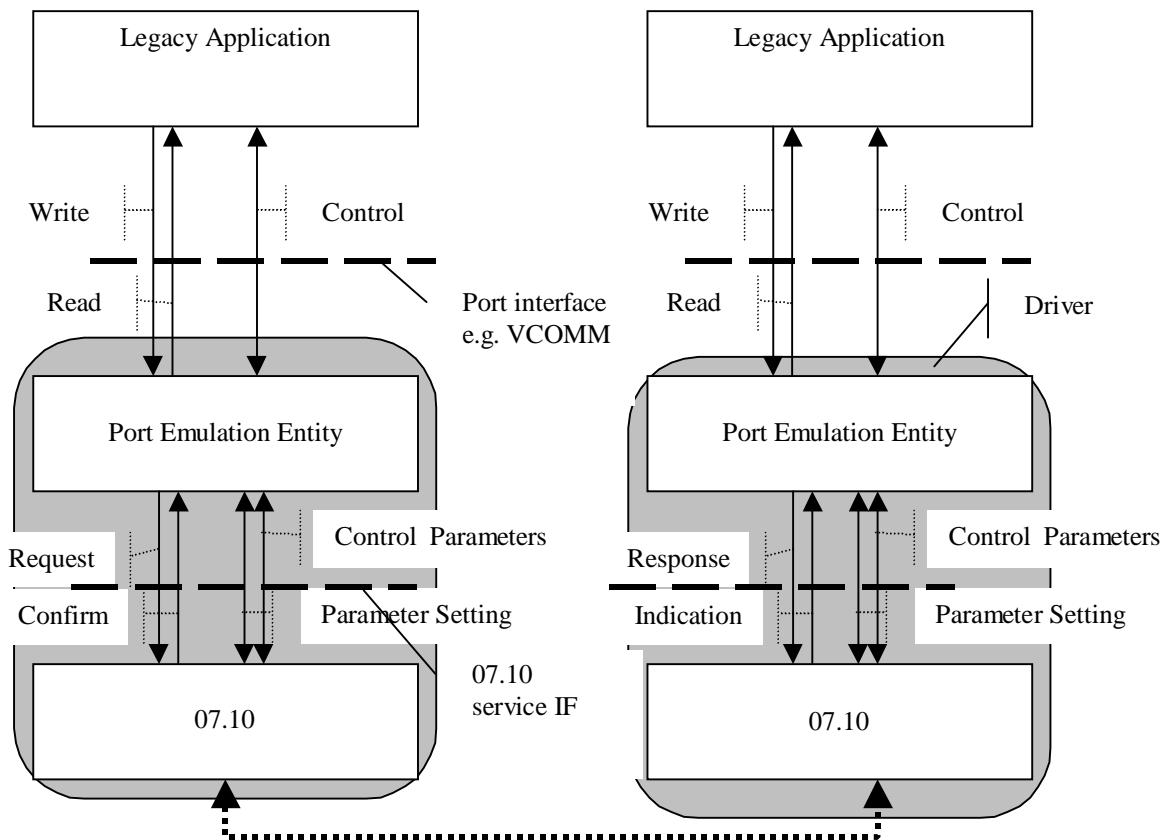 Legacy Application
Legacy Application
Write
Control
Write
Control
Read
Port interface
e.g. VCOMM
Read
Driver
Port Emulation Entity
Port Emulation Entity
Request
Control Parameters
Response
Control Parameters
Confirm
Parameter Setting
Indication
Parameter Setting
07.10
service IF
07.10
07.10